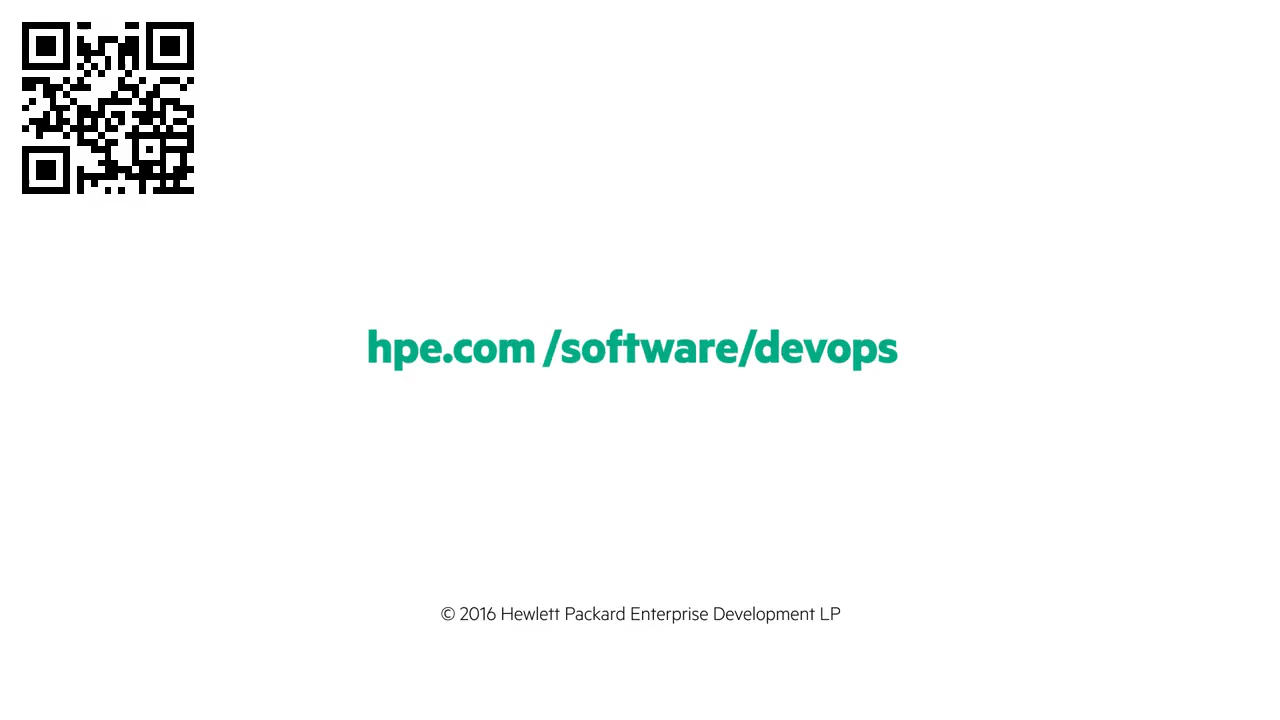 hpe.com /software/devops
© 2016 Hewlett Packard Enterprise Development LP